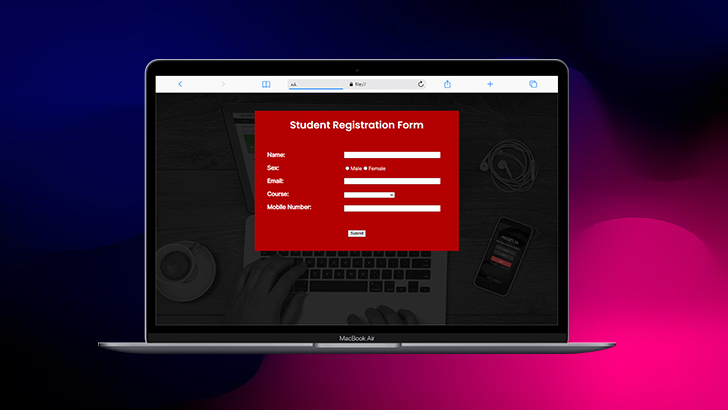 AA
file://
Student Registration Form
Name:
Sex: Male Female
Email:
Course:
Mobile Number:
Submit
MacBook Air